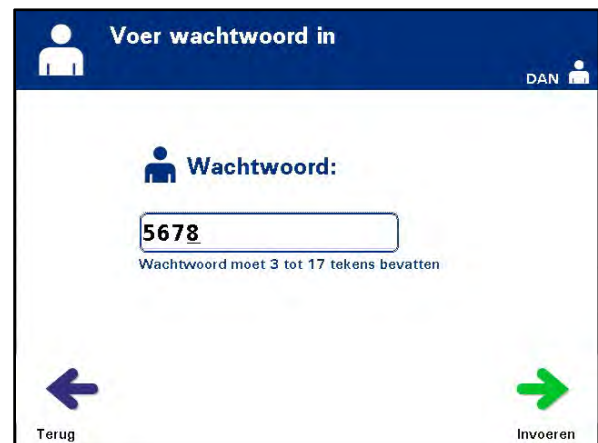 Voer wachtwoord in
DAN
Wachtwoord:
5678
Wachtwoord moet 3 tot 17 tekens bevatten
Terug
Invoeren